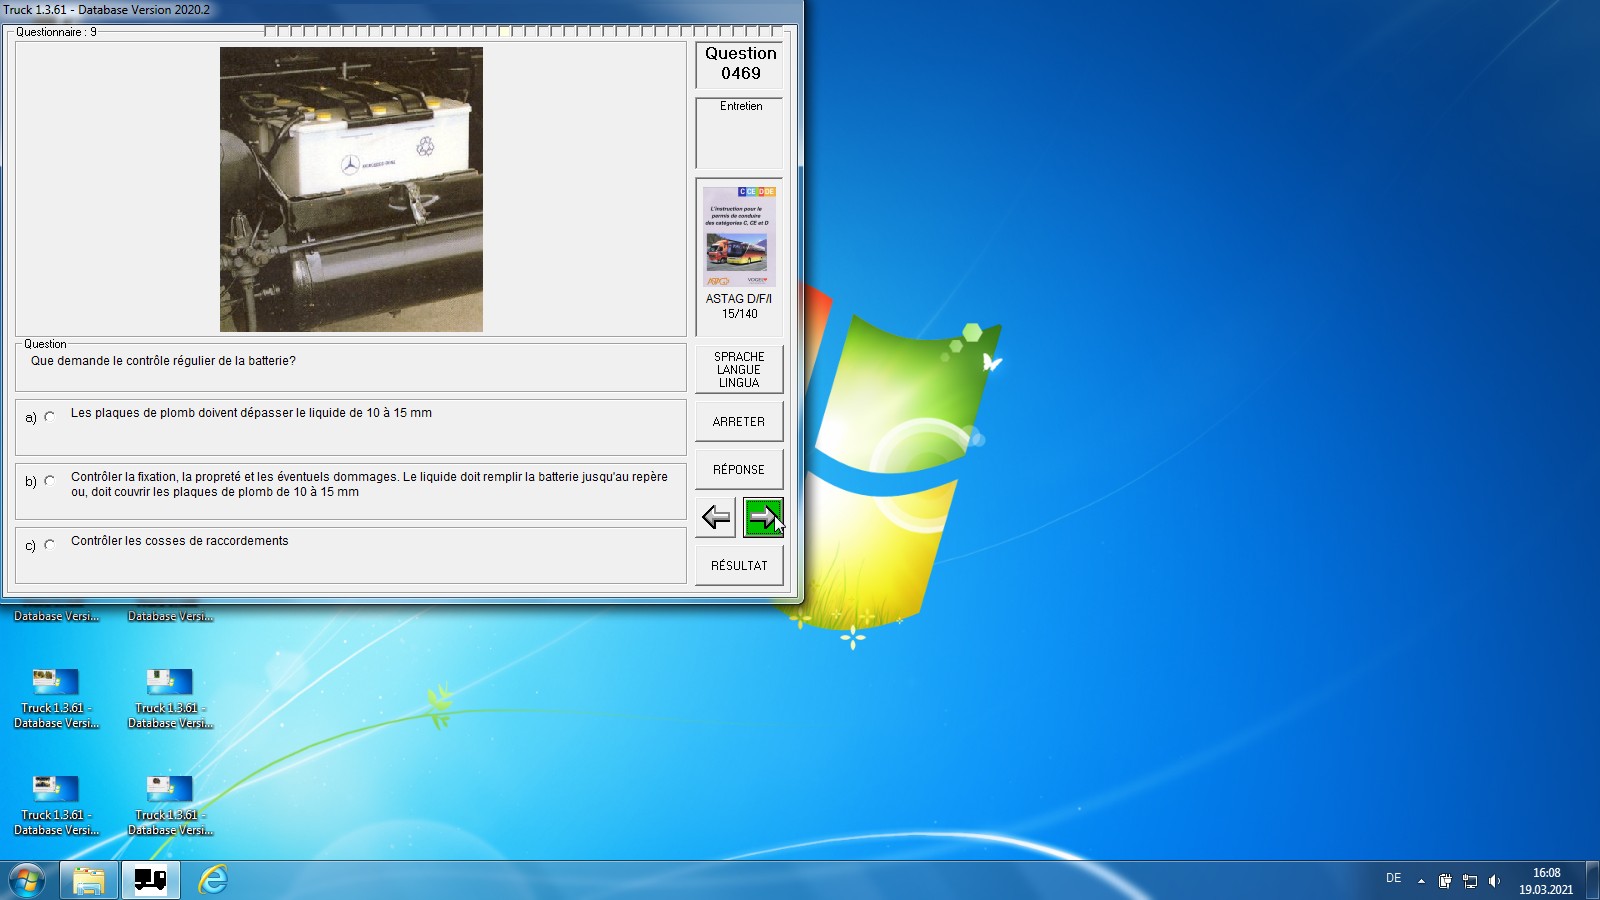 Truck 1.3.61 - Database Version 2020.2
Questionnaire : 9
Question
0469
Entretien
C CE D DE
L'instruction pour le
permis de conduire
des catégories C, CE et D
ASTAG D/F/I
15/140
Question
Que demande le contrôle régulier de la batterie?
a) Les plaques de plomb doivent dépasser le liquide de 10 à 15 mm
b) Contrôler la fixation, la propreté et les éventuels dommages. Le liquide doit remplir la batterie jusqu'au repère
ou, doit couvrir les plaques de plomb de 10 à 15 mm
c) Contrôler les cosses de raccordements
SPRACHE
LANGUE
LINGUA
ARRETER
RÉPONSE
RÉSULTAT
Database Versi...
Database Versi...
Truck 1.3.61 -
Database Versi...
Truck 1.3.61 -
Database Versi...
Truck 1.3.61 -
Database Versi...
Truck 1.3.61 -
Database Versi...
DE
16:08
19.03.2021